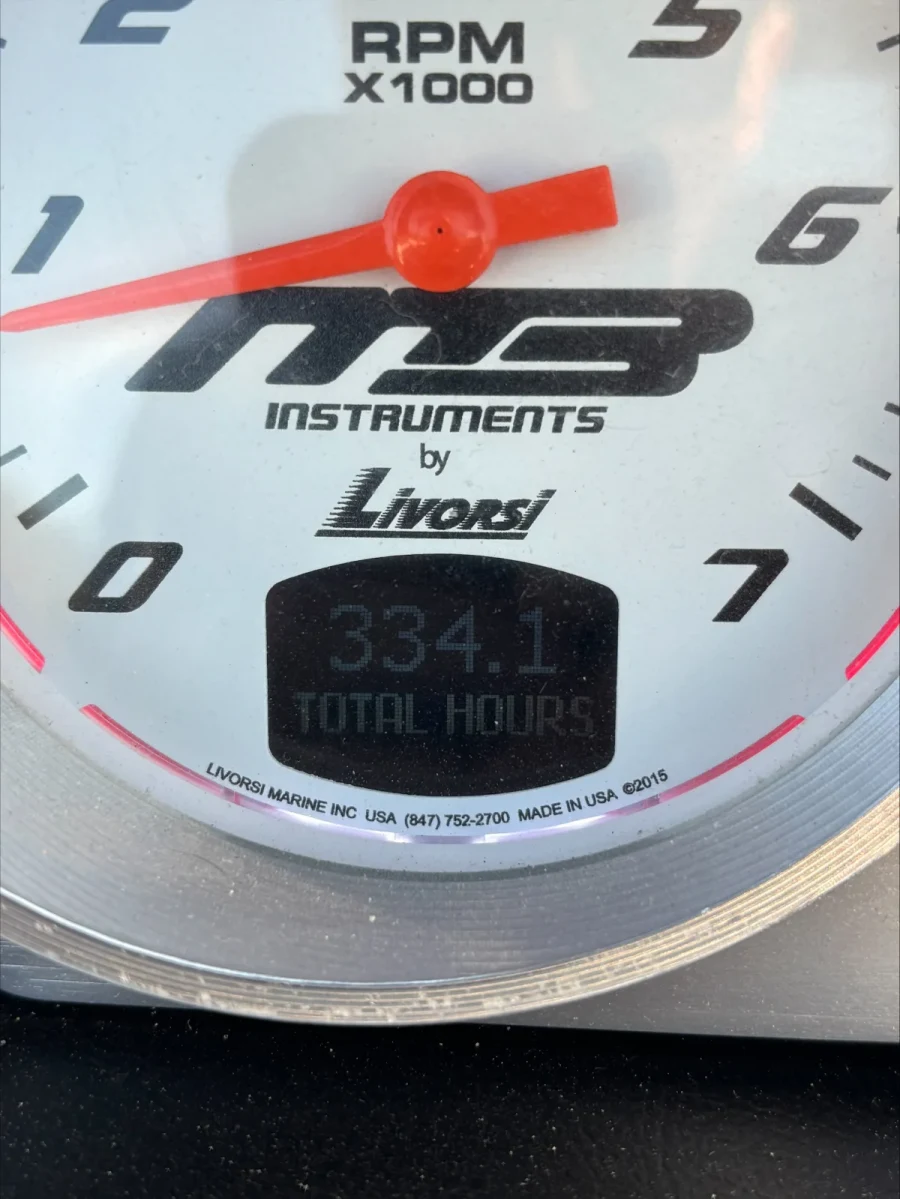 2
5
RPM
X1000
1
6
INSTRUMENTS
by
LIVORSI
0
7
334.1
TOTAL HOURS
LIVORSI MARINE INC USA (847) 752-2700 MADE IN USA ©2015